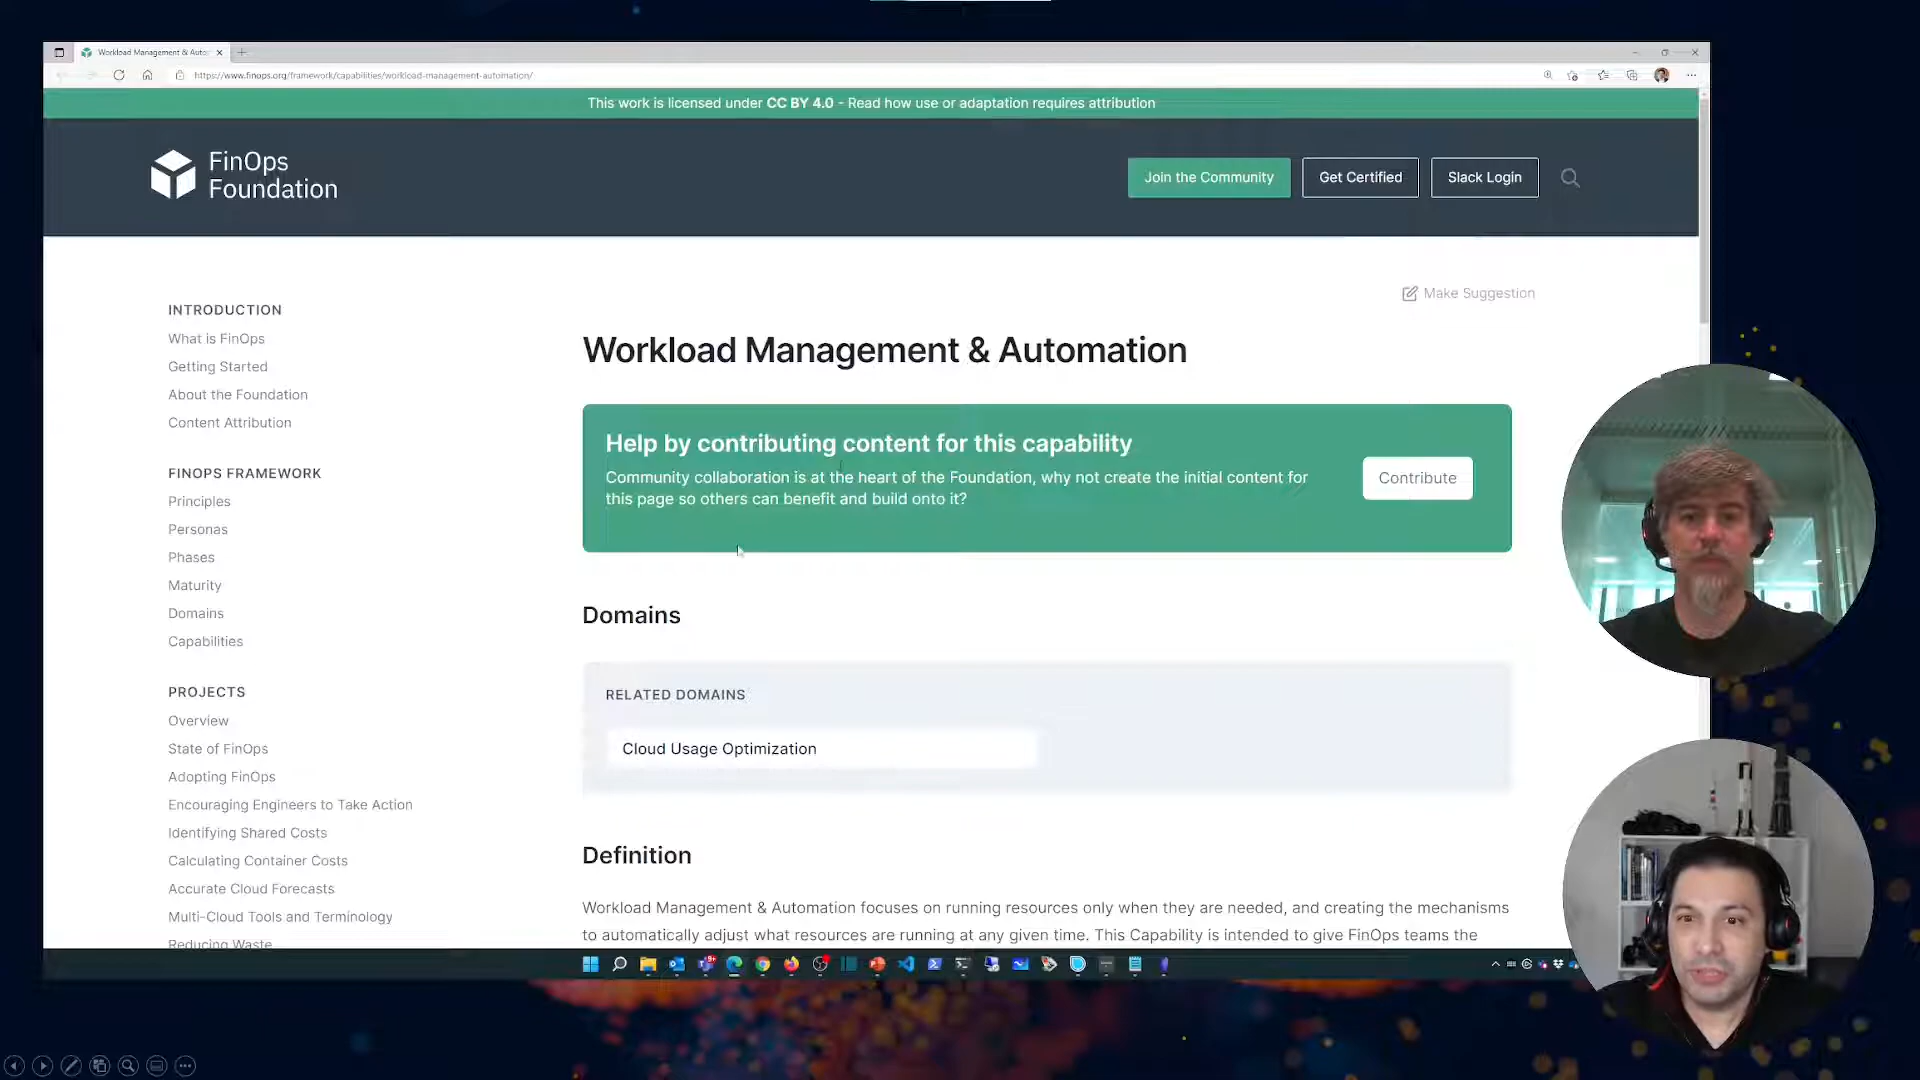 Workload Management & Auto
https://www.finops.org/framework/capabilities/workload-management-automation/
This work is licensed under CC BY 4.0 - Read how use or adaptation requires attribution
FinOps
Foundation
Join the Community
Get Certified
Slack Login
Make Suggestion
INTRODUCTION
What is FinOps
Getting Started
About the Foundation
Content Attribution
FINOPS FRAMEWORK
Principles
Personas
Phases
Maturity
Domains
Capabilities
PROJECTS
Overview
State of FinOps
Adopting FinOps
Encouraging Engineers to Take Action
Identifying Shared Costs
Calculating Container Costs
Accurate Cloud Forecasts
Multi-Cloud Tools and Terminology
Reducing Waste
Workload Management & Automation
Help by contributing content for this capability
Community collaboration is at the heart of the Foundation, why not create the initial content for
this page so others can benefit and build onto it?
Contribute
Domains
RELATED DOMAINS
Cloud Usage Optimization
Definition
Workload Management & Automation focuses on running resources only when they are needed, and creating the mechanisms
to automatically adjust what resources are running at any given time. This Capability is intended to give FinOps teams the